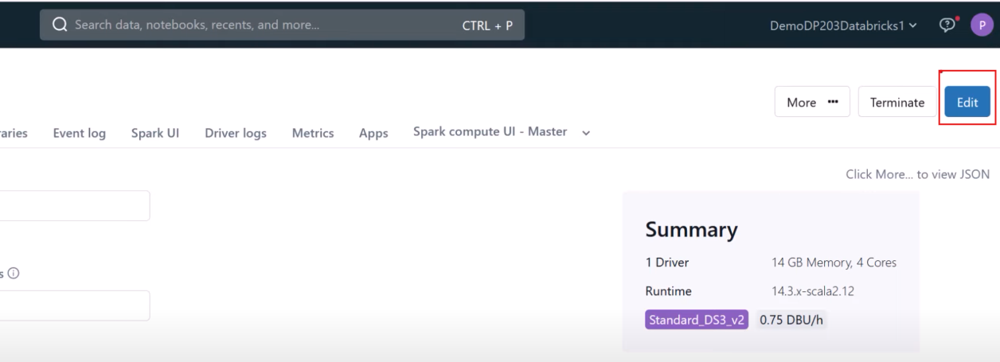 Search data, notebooks, recents, and more... CTRL + P
DemoDP203Databricks1
P
More ... Terminate Edit
raries Event log Spark UI Driver logs Metrics Apps Spark compute UI - Master
Click More... to view JSON
Summary
1 Driver 14 GB Memory, 4 Cores
s
Runtime 14.3.x-scala2.12
Standard_DS3_v2 0.75 DBU/h